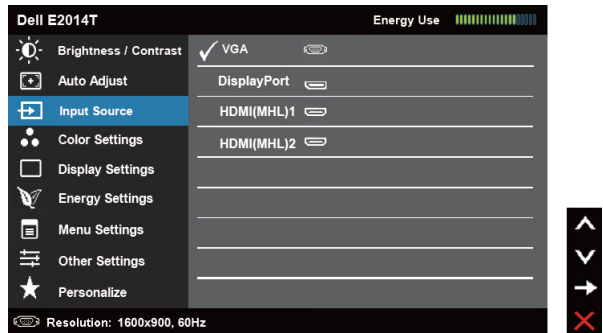 Dell E2014T Energy Use
Brightness / Contrast VGA
Auto Adjust DisplayPort
Input Source HDMI(MHL)1
Color Settings HDMI(MHL)2
Display Settings
Energy Settings
Menu Settings
Other Settings
Personalize
Resolution: 1600x900, 60Hz